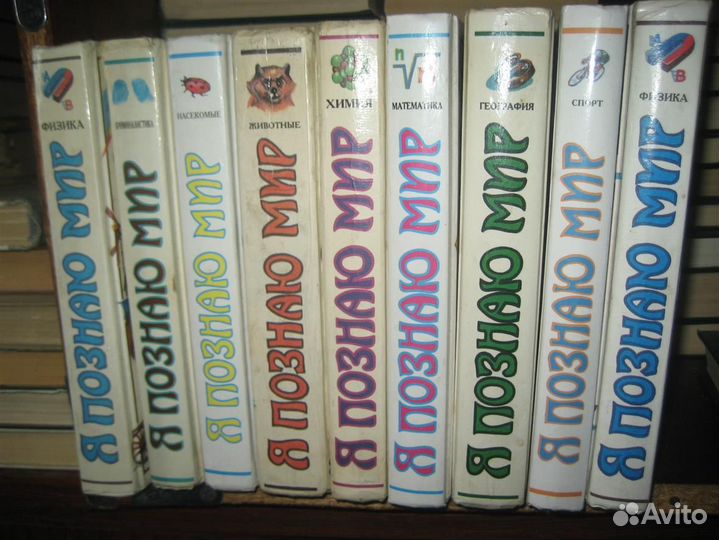 ФИЗИКА
Я ПОЗНАЮ МИР
КРИМИНАЛИСТИКА
Я ПОЗНАЮ МИР
НАСЕКОМЫЕ
Я ПОЗНАЮ МИР
ЖИВОТНЫЕ
Я ПОЗНАЮ МИР
ХИМИЯ
Я ПОЗНАЮ МИР
n
МАТЕМАТИКА
Я ПОЗНАЮ МИР
ГЕОГРАФИЯ
Я ПОЗНАЮ МИР
СПОРТ
Я ПОЗНАЮ МИР
B
ФИЗИКА
Я ПОЗНАЮ МИР
Avito